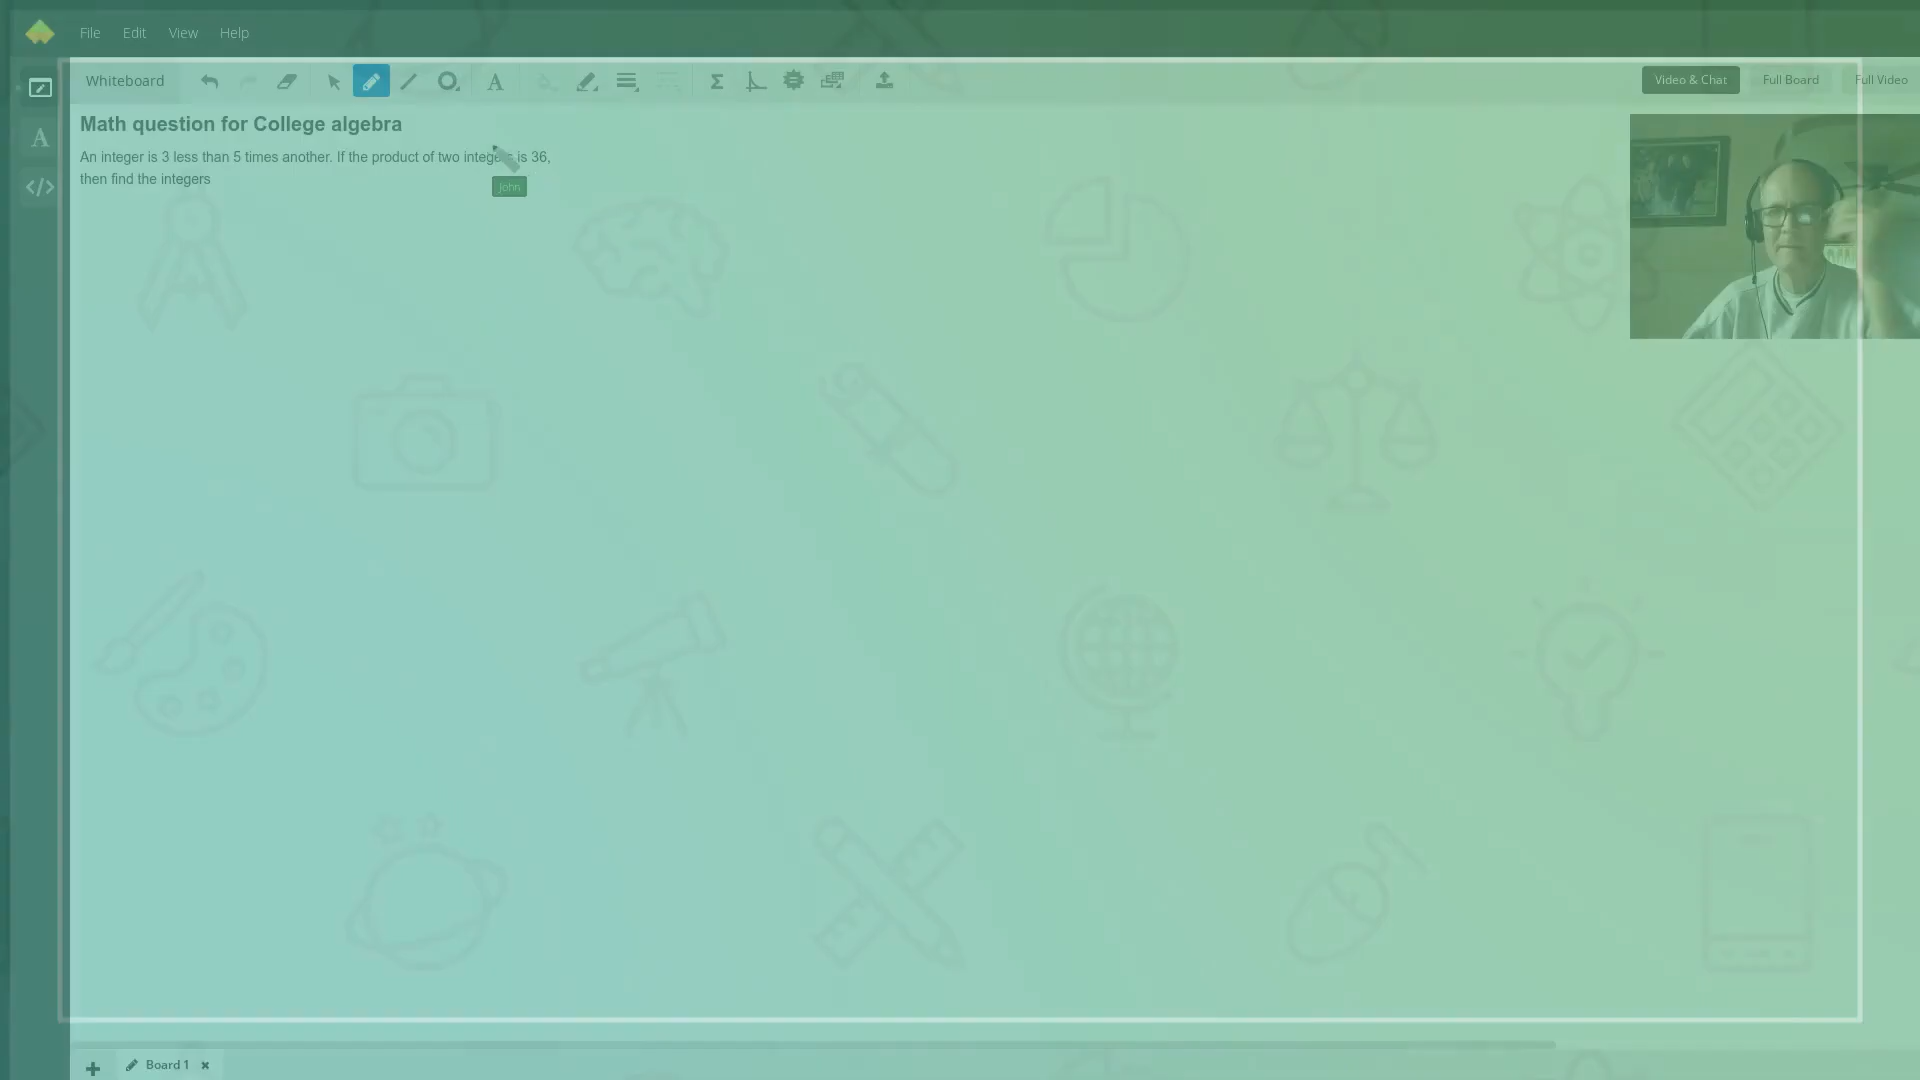 File Edit View Help
Whiteboard
Video & Chat Full Board Full Video
Math question for College algebra
An integer is 3 less than 5 times another. If the product of two integers is 36,
then find the integers
John
Board 1